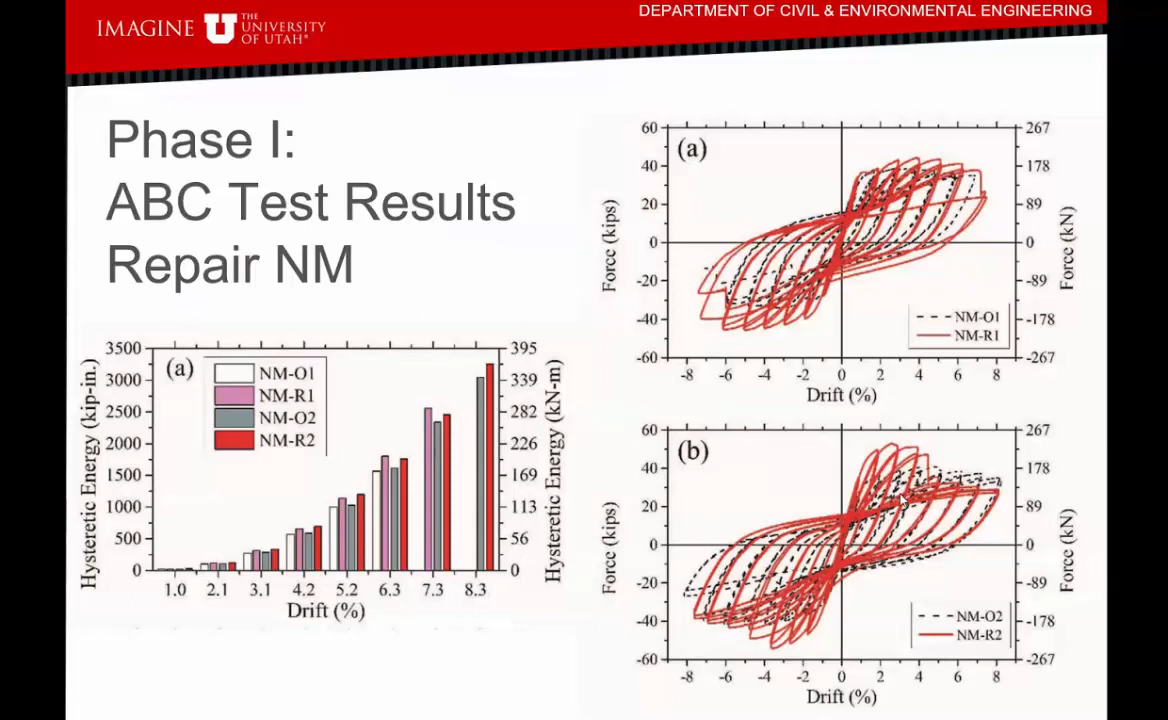 IMAGINE
THE
UNIVERSITY
OF UTAH®
DEPARTMENT OF CIVIL & ENVIRONMENTAL ENGINEERING
Phase I:
ABC Test Results
Repair NM
(a)
NM-O1
NM-R1
NM-O2
NM-R2
Hysteretic Energy (kip-in.)
3500
3000
2500
2000
1500
1000
500
0
395
339
282
226
169
113
56
0
Hysteretic Energy (kN-m)
1.0 2.1 3.1 4.2 5.2 6.3 7.3 8.3
Drift (%)
(a)
Force (kips)
60
40
20
0
-20
-40
-60
267
178
89
0
-89
-178
-267
Force (kN)
NM-O1
NM-R1
-8 -6 -4 -2 0 2 4 6 8
Drift (%)
(b)
Force (kips)
60
40
20
0
-20
-40
-60
267
178
89
0
-89
-178
-267
Force (kN)
NM-O2
NM-R2
-8 -6 -4 -2 0 2 4 6 8
Drift (%)